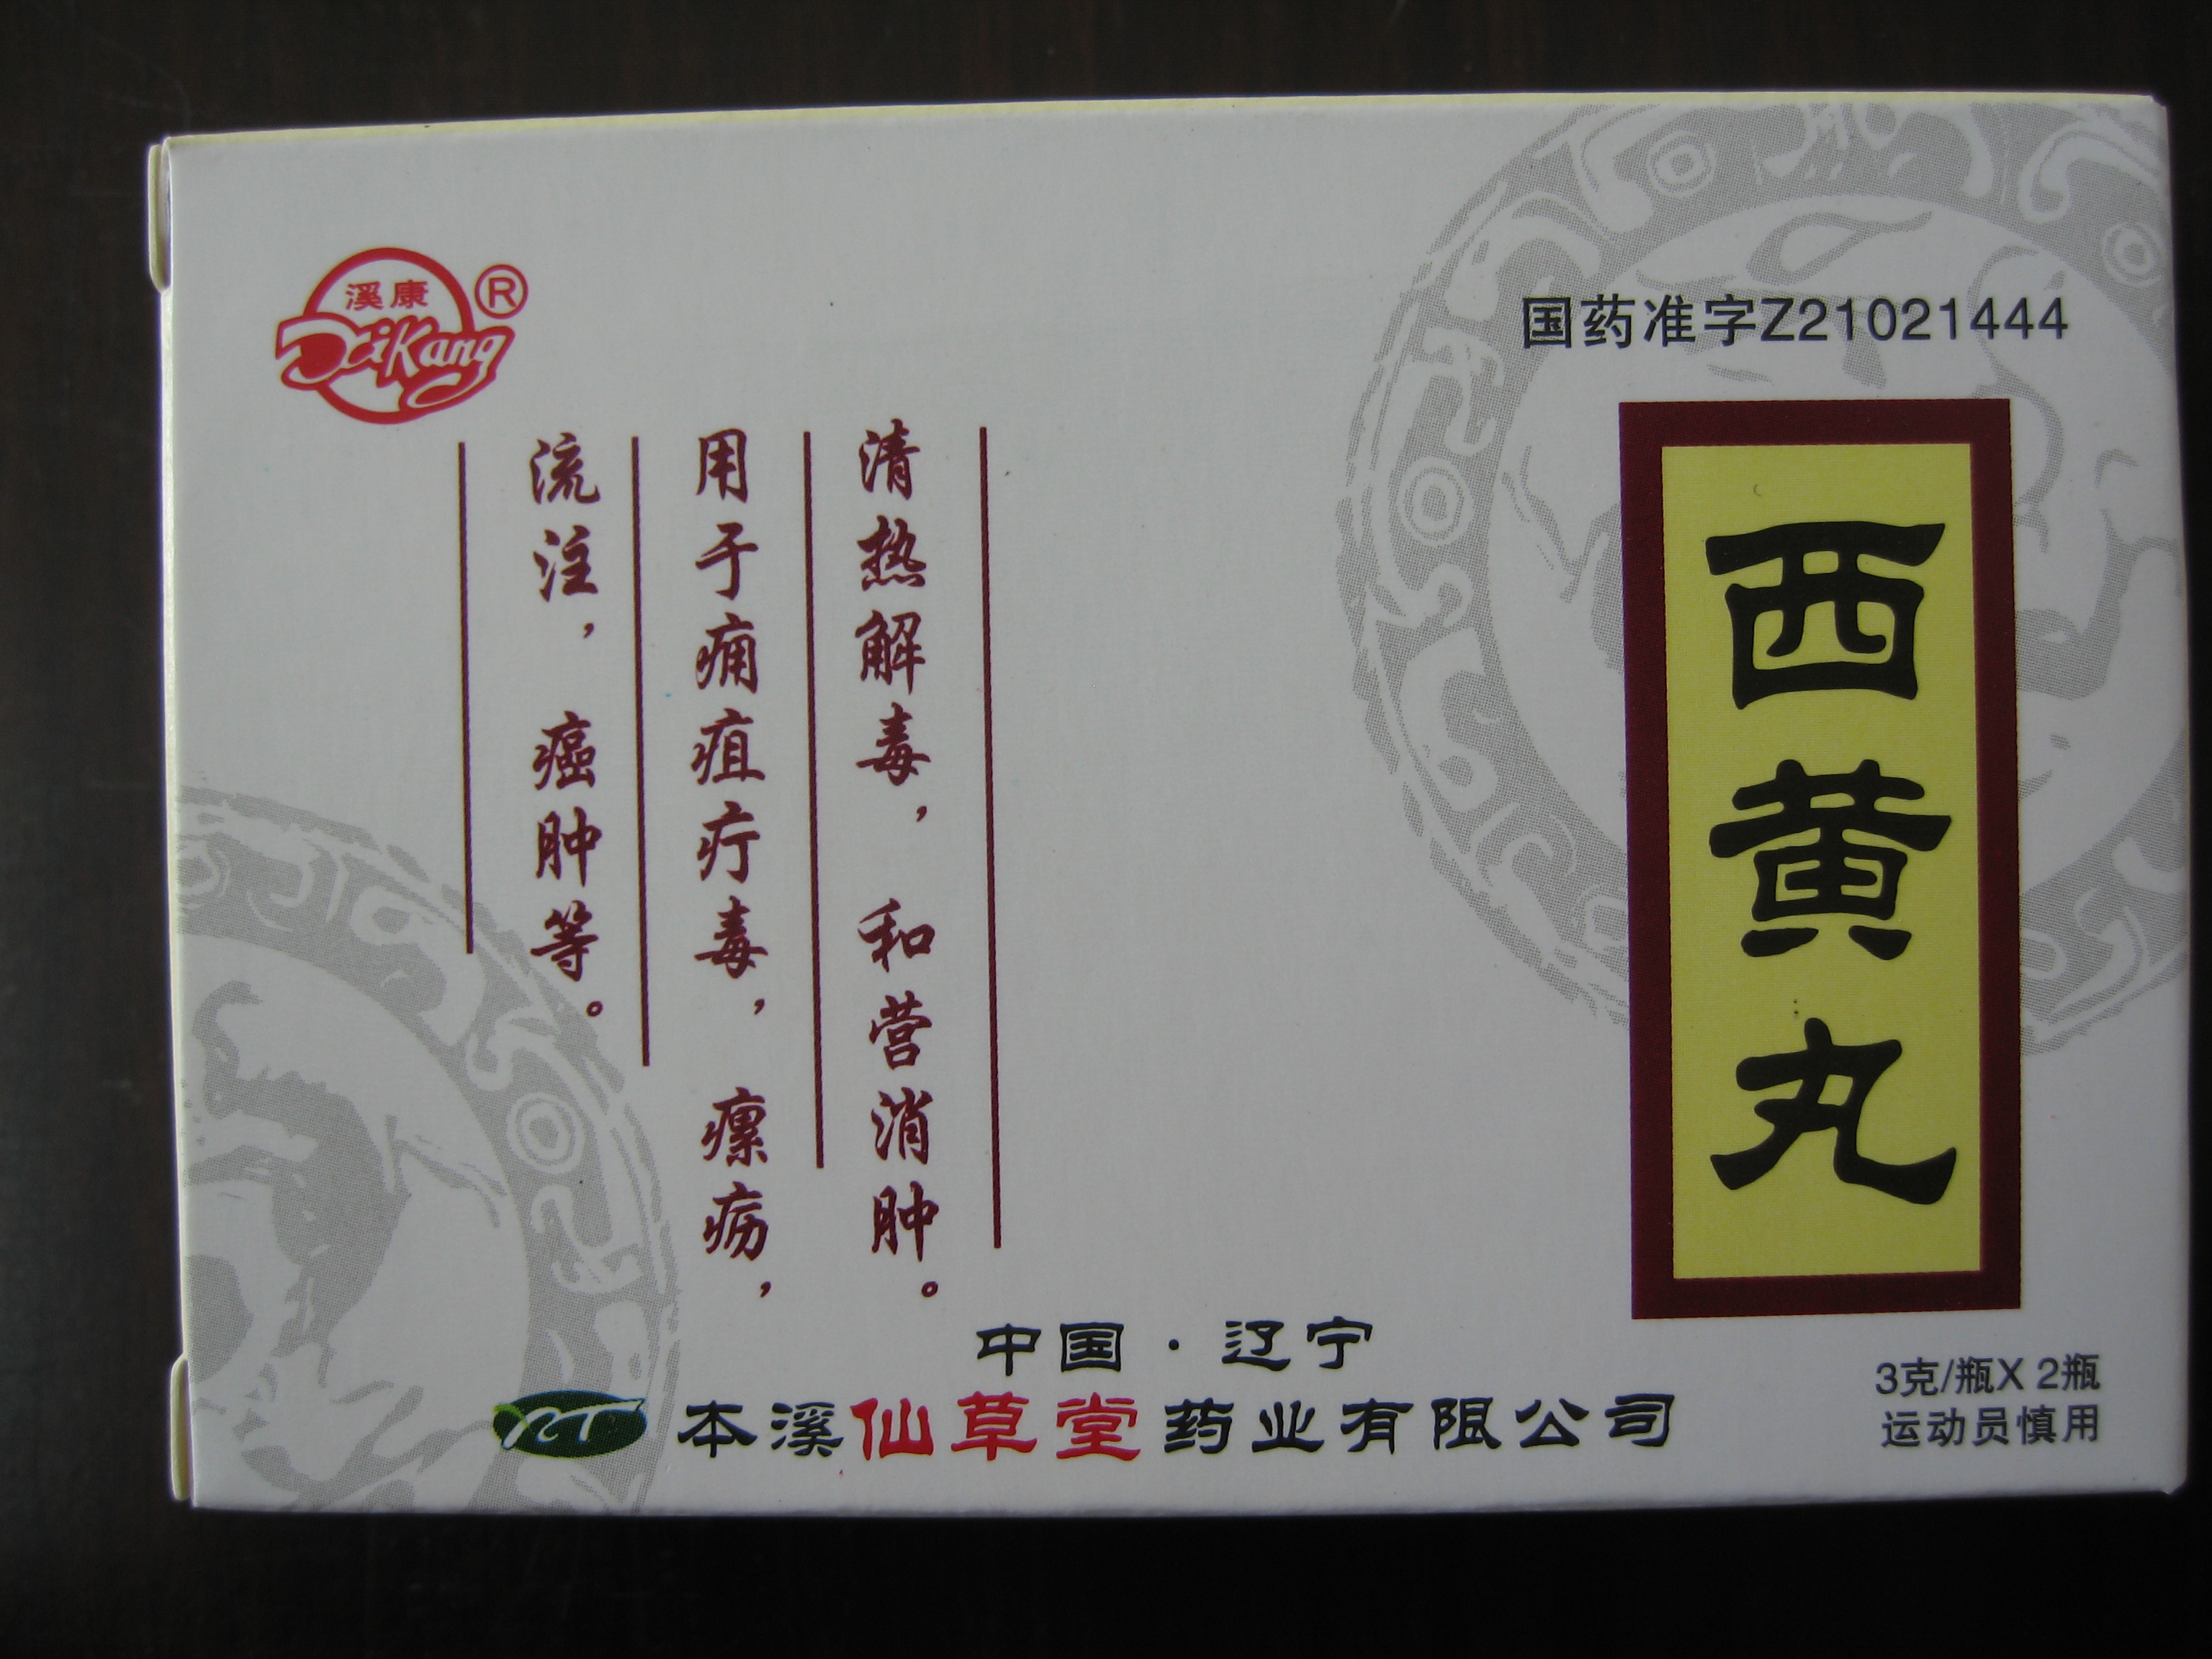 溪康
XiKang®
国药准字Z21021444
西黄丸
清热解毒，和营消肿。
用于痈疽疔毒，瘰疬，
流注，癌肿等。
中国·辽宁
XCT
本溪仙草堂药业有限公司
3克/瓶X 2瓶
运动员慎用